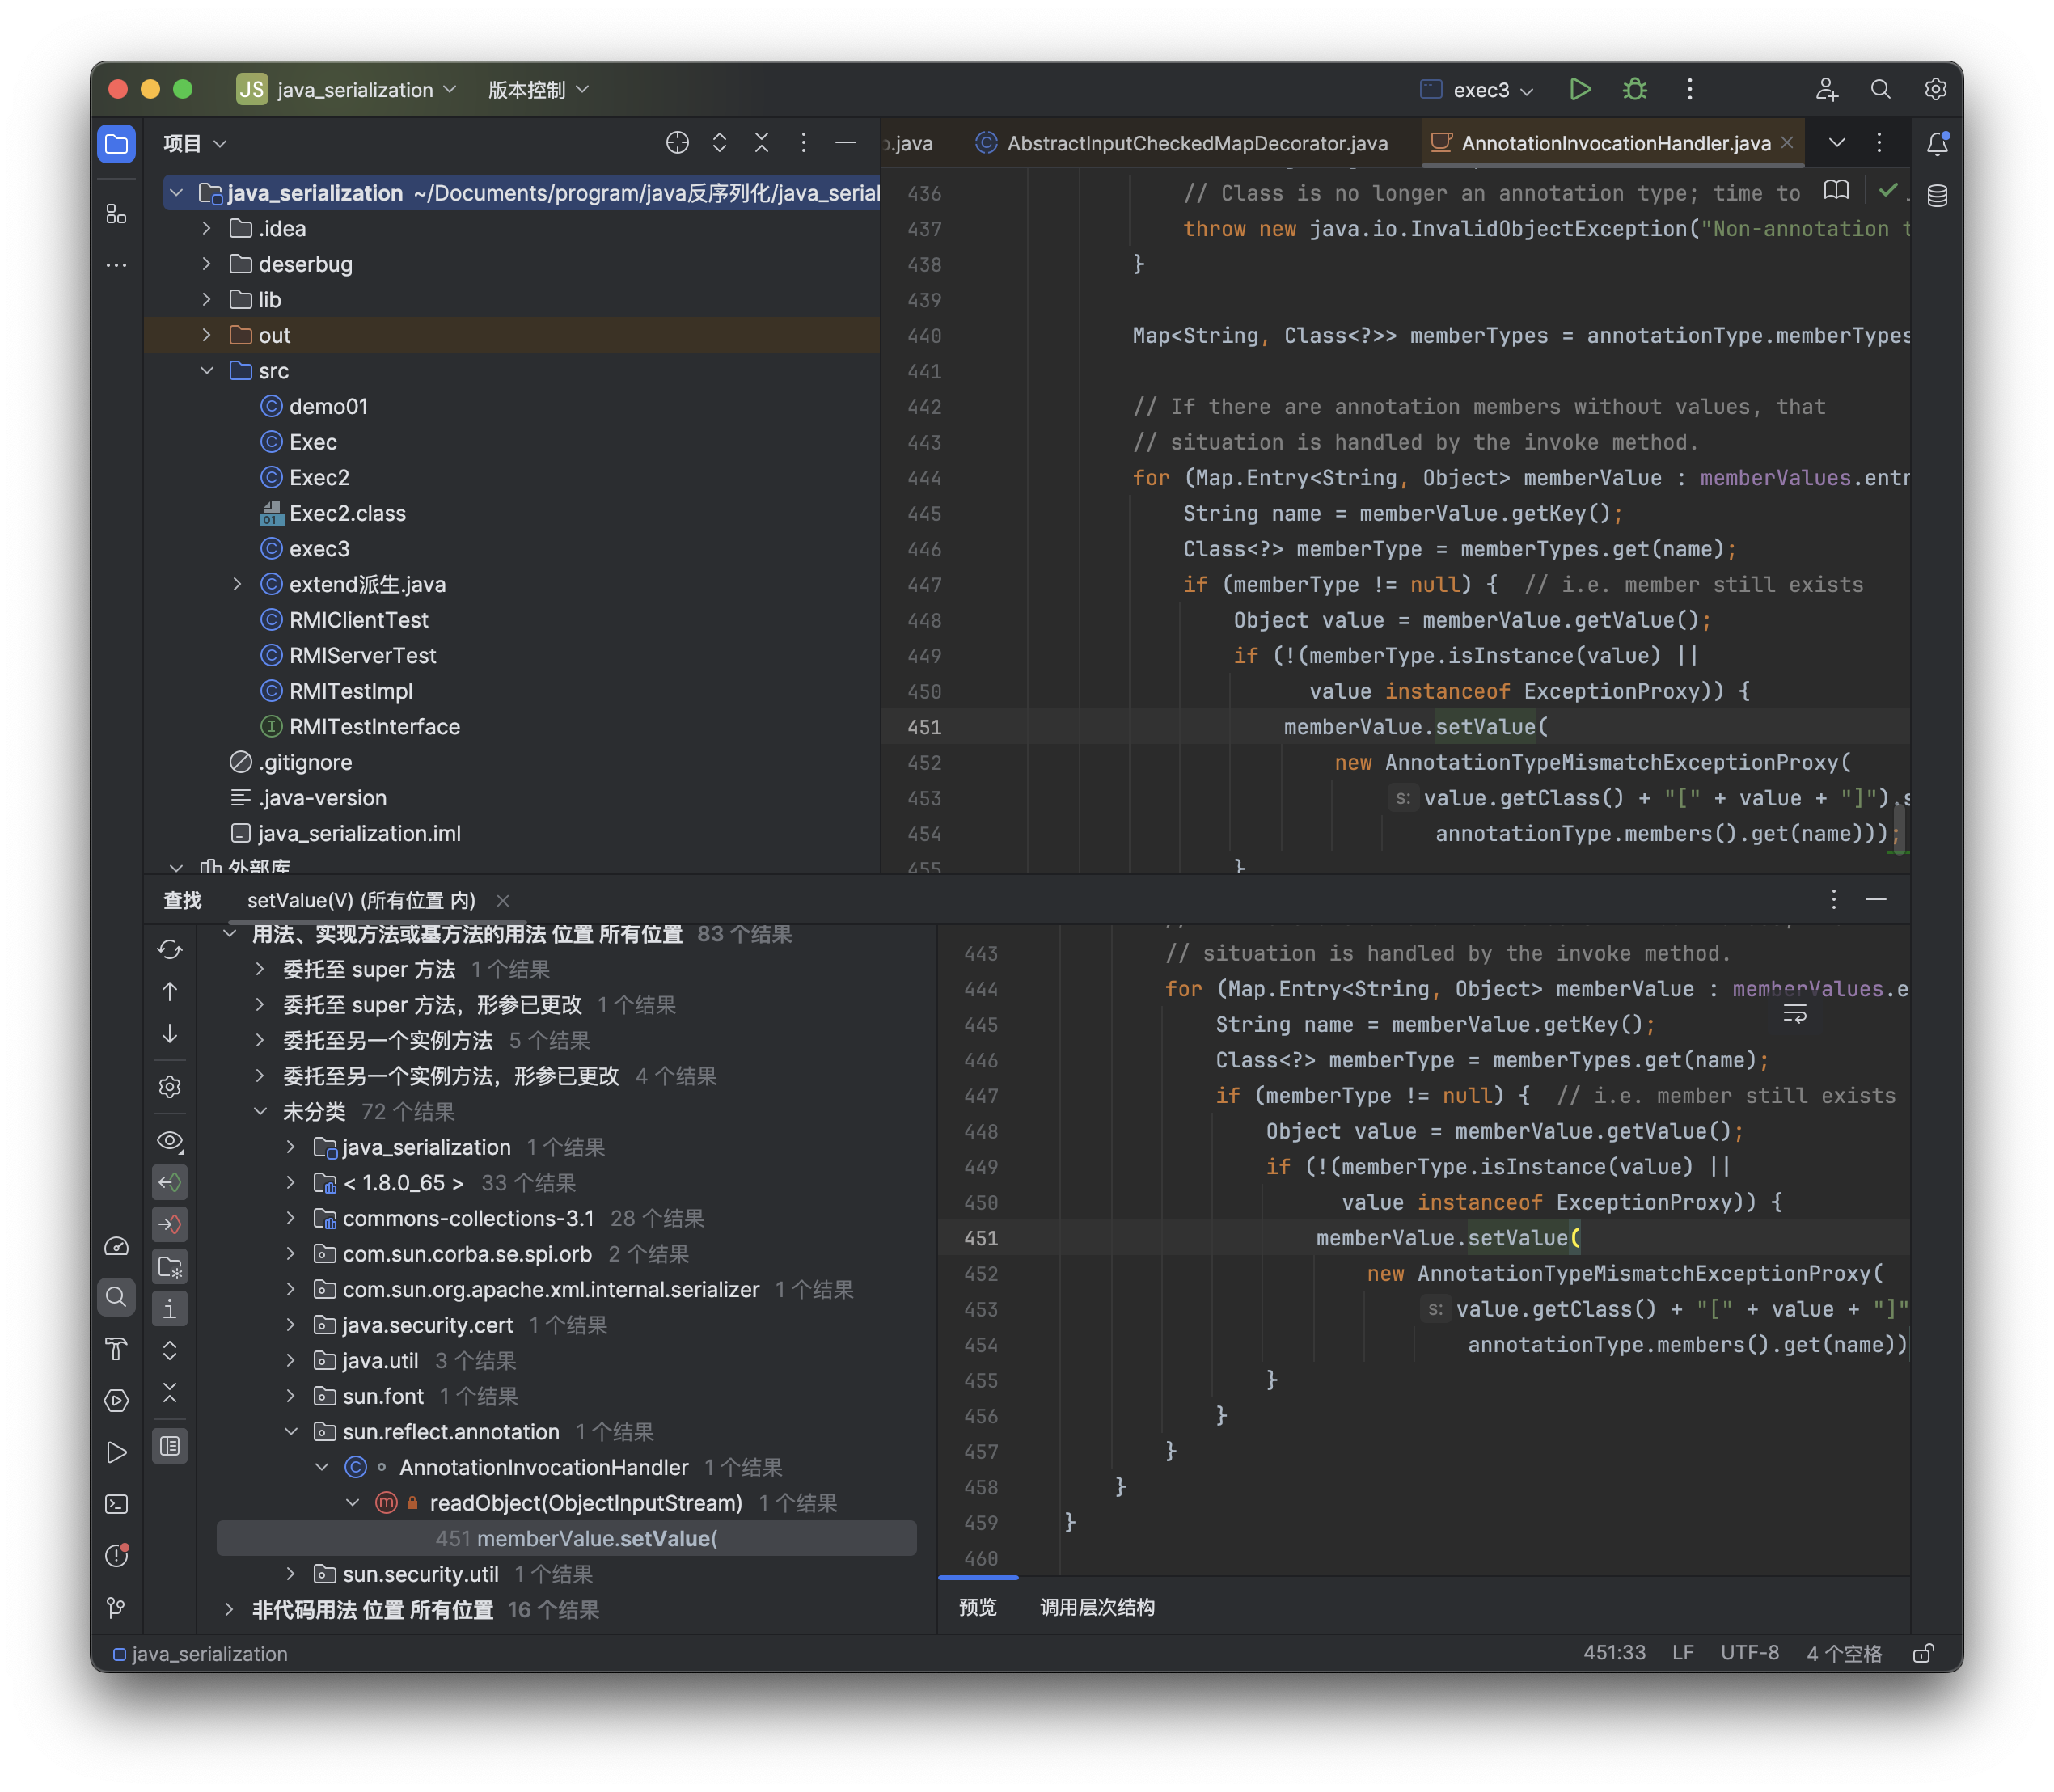 JS java_serialization 版本控制 exec3
项目
java_serialization ~/Documents/program/java反序列化/java_serial
.idea
deserbug
lib
out
src
demo01
Exec
Exec2
Exec2.class
exec3
extend派生.java
RMIClientTest
RMIServerTest
RMITestImpl
RMITestInterface
.gitignore
.java-version
java_serialization.iml
外部库
.java AbstractInputCheckedMapDecorator.java AnnotationInvocationHandler.java
436 // Class is no longer an annotation type; time to
437 throw new java.io.InvalidObjectException("Non-annotation t
438 }
439
440 Map<String, Class<?>> memberTypes = annotationType.memberTypes
441
442 // If there are annotation members without values, that
443 // situation is handled by the invoke method.
444 for (Map.Entry<String, Object> memberValue : memberValues.entr
445 String name = memberValue.getKey();
446 Class<?> memberType = memberTypes.get(name);
447 if (memberType != null) { // i.e. member still exists
448 Object value = memberValue.getValue();
449 if (!(memberType.isInstance(value) ||
450 value instanceof ExceptionProxy)) {
451 memberValue.setValue(
452 new AnnotationTypeMismatchExceptionProxy(
453 s: value.getClass() + "[" + value + "]").s
454 annotationType.members().get(name)));
455 }
查找 setValue(V) (所有位置 内)
用法、实现方法或基方法的用法 位置 所有位置 83 个结果
委托至 super 方法 1 个结果
委托至 super 方法，形参已更改 1 个结果
委托至另一个实例方法 5 个结果
委托至另一个实例方法，形参已更改 4 个结果
未分类 72 个结果
java_serialization 1 个结果
< 1.8.0_65 > 33 个结果
commons-collections-3.1 28 个结果
com.sun.corba.se.spi.orb 2 个结果
com.sun.org.apache.xml.internal.serializer 1 个结果
java.security.cert 1 个结果
java.util 3 个结果
sun.font 1 个结果
sun.reflect.annotation 1 个结果
AnnotationInvocationHandler 1 个结果
readObject(ObjectInputStream) 1 个结果
451 memberValue.setValue(
sun.security.util 1 个结果
非代码用法 位置 所有位置 16 个结果
443 // situation is handled by the invoke method.
444 for (Map.Entry<String, Object> memberValue : memberValues.e
445 String name = memberValue.getKey();
446 Class<?> memberType = memberTypes.get(name);
447 if (memberType != null) { // i.e. member still exists
448 Object value = memberValue.getValue();
449 if (!(memberType.isInstance(value) ||
450 value instanceof ExceptionProxy)) {
451 memberValue.setValue(
452 new AnnotationTypeMismatchExceptionProxy(
453 s: value.getClass() + "[" + value + "]"
454 annotationType.members().get(name))
455 }
456 }
457 }
458 }
459 }
460
预览 调用层次结构
java_serialization 451:33 LF UTF-8 4 个空格